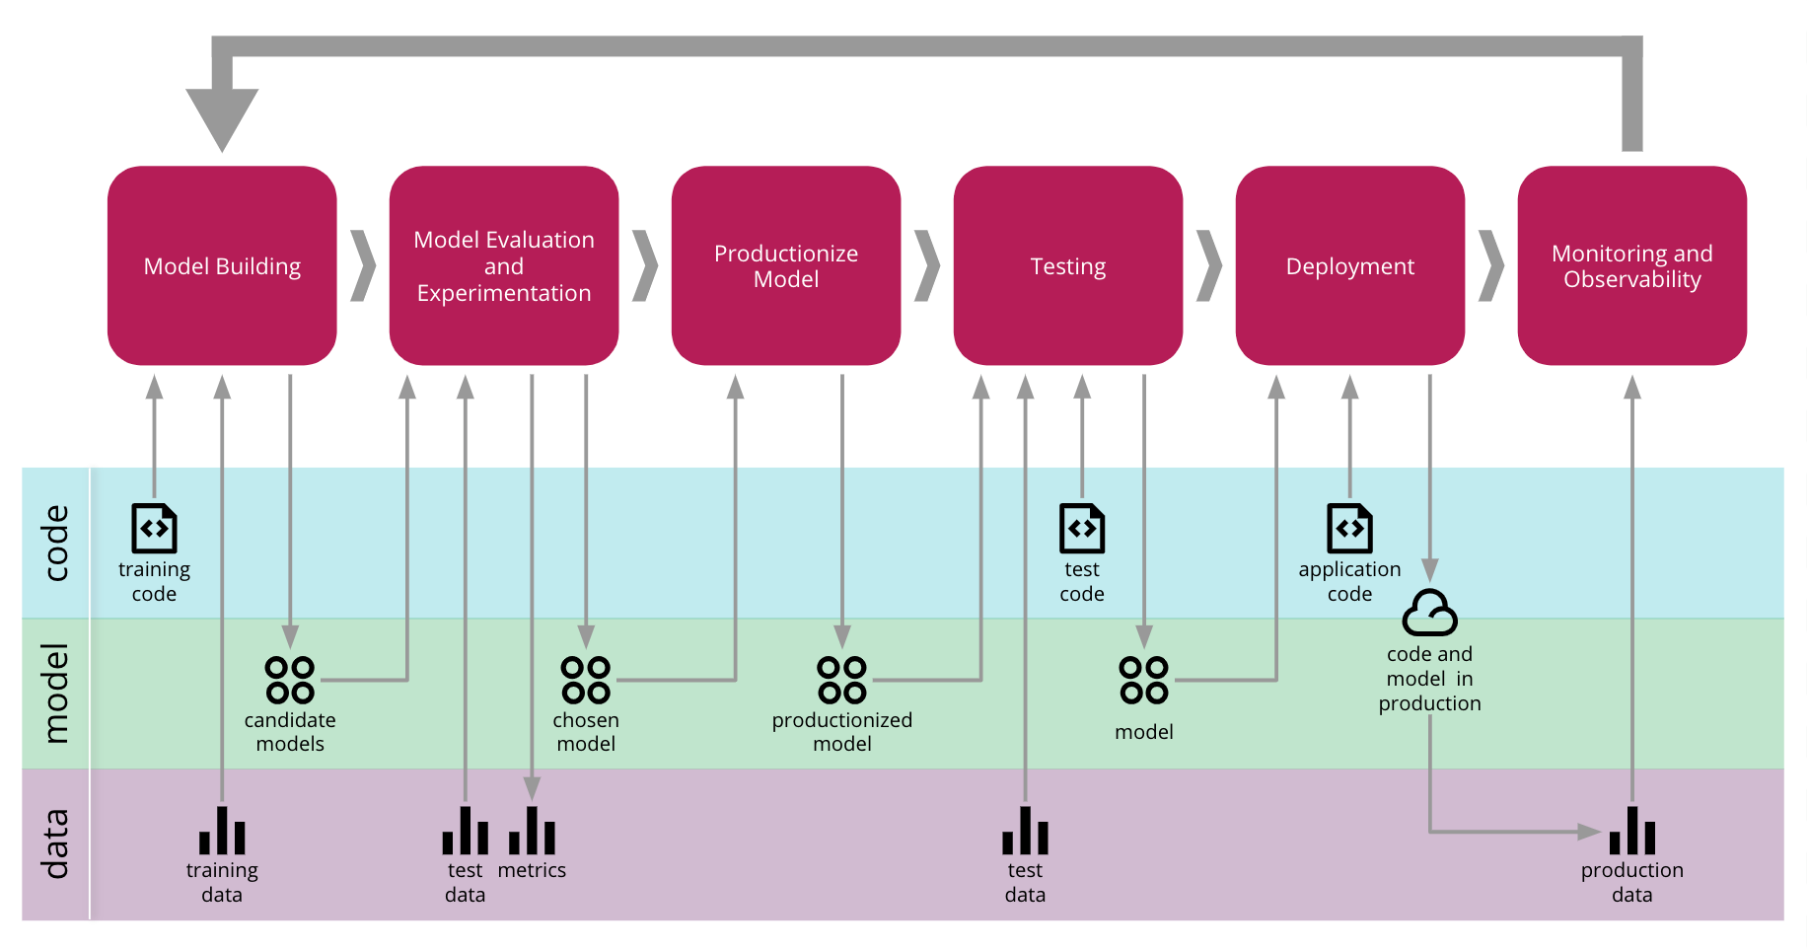 Model Building
Model Evaluation
and
Experimentation
Productionize
Model
Testing
Deployment
Monitoring and
Observability
code
training
code
test
code
application
code
model
candidate
models
chosen
model
productionized
model
model
code and
model in
production
data
training
data
test
data
metrics
test
data
production
data